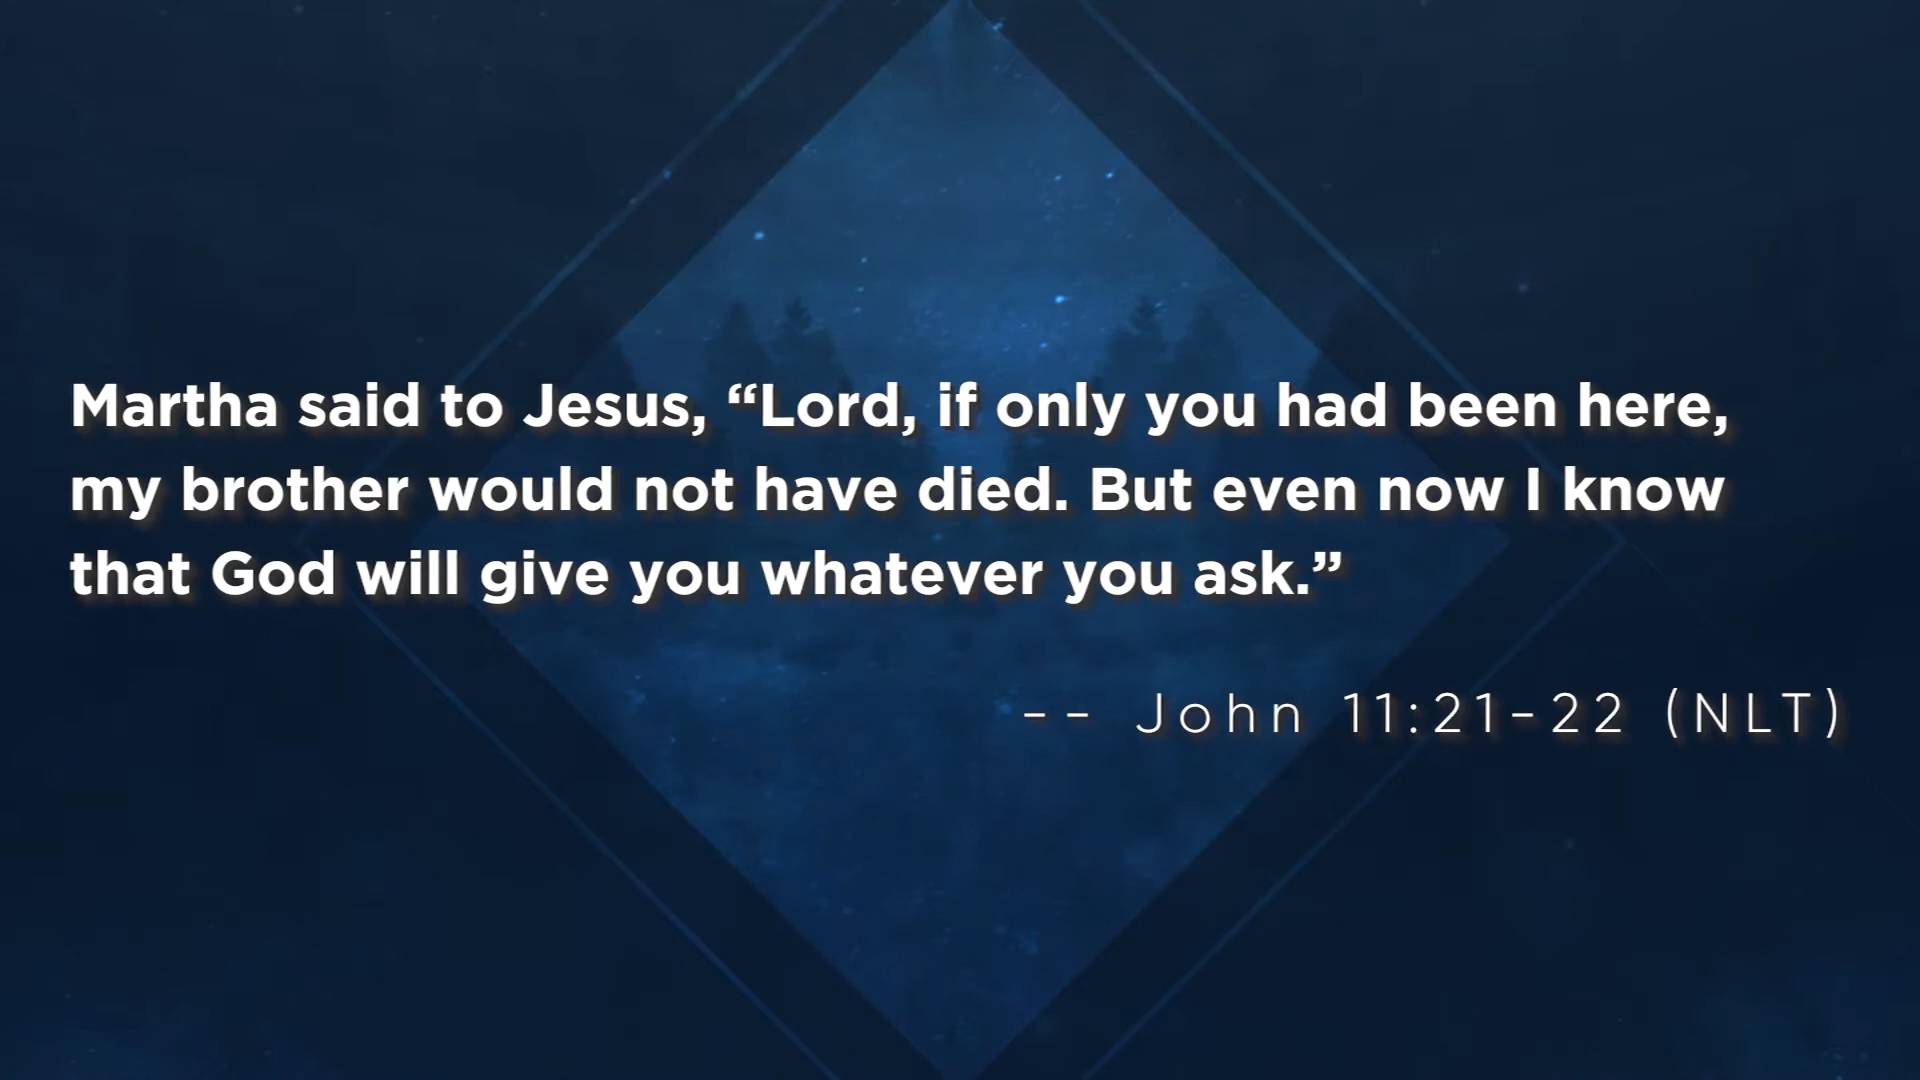 Martha said to Jesus, “Lord, if only you had been here,
my brother would not have died. But even now I know
that God will give you whatever you ask.”
-- John 11:21-22 (NLT)